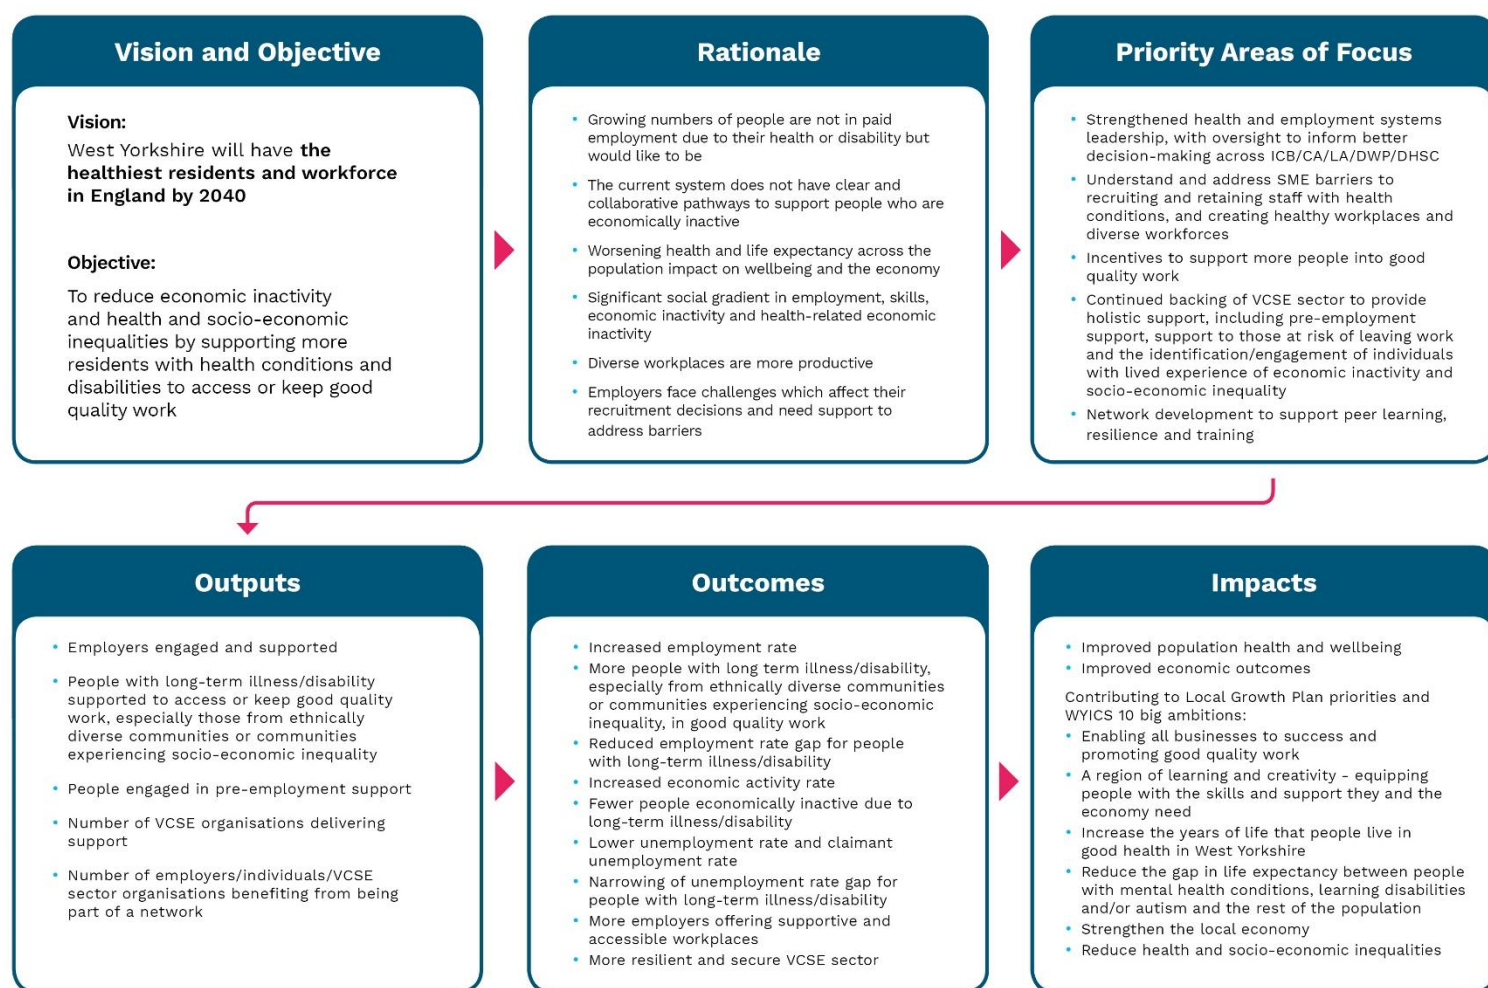 Vision and Objective
Vision:
West Yorkshire will have the
healthiest residents and workforce
in England by 2040
Objective:
To reduce economic inactivity
and health and socio-economic
inequalities by supporting more
residents with health conditions and
disabilities to access or keep good
quality work
Rationale
• Growing numbers of people are not in paid
employment due to their health or disability but
would like to be
• The current system does not have clear and
collaborative pathways to support people who are
economically inactive
• Worsening health and life expectancy across the
population impact on wellbeing and the economy
• Significant social gradient in employment, skills,
economic inactivity and health-related economic
inactivity
• Diverse workplaces are more productive
• Employers face challenges which affect their
recruitment decisions and need support to
address barriers
Priority Areas of Focus
• Strengthened health and employment systems
leadership, with oversight to inform better
decision-making across ICB/CA/LA/DWP/DHSC
• Understand and address SME barriers to
recruiting and retaining staff with health
conditions, and creating healthy workplaces and
diverse workforces
• Incentives to support more people into good
quality work
• Continued backing of VCSE sector to provide
holistic support, including pre-employment
support, support to those at risk of leaving work
and the identification/engagement of individuals
with lived experience of economic inactivity and
socio-economic inequality
• Network development to support peer learning,
resilience and training
Outputs
• Employers engaged and supported
• People with long-term illness/disability
supported to access or keep good quality
work, especially those from ethnically
diverse communities or communities
experiencing socio-economic inequality
• People engaged in pre-employment support
• Number of VCSE organisations delivering
support
• Number of employers/individuals/VCSE
sector organisations benefiting from being
part of a network
Outcomes
• Increased employment rate
• More people with long term illness/disability,
especially from ethnically diverse communities
or communities experiencing socio-economic
inequality, in good quality work
• Reduced employment rate gap for people
with long-term illness/disability
• Increased economic activity rate
• Fewer people economically inactive due to
long-term illness/disability
• Lower unemployment rate and claimant
unemployment rate
• Narrowing of unemployment rate gap for
people with long-term illness/disability
• More employers offering supportive and
accessible workplaces
• More resilient and secure VCSE sector
Impacts
• Improved population health and wellbeing
• Improved economic outcomes
Contributing to Local Growth Plan priorities and
WYICS 10 big ambitions:
• Enabling all businesses to success and
promoting good quality work
• A region of learning and creativity - equipping
people with the skills and support they and the
economy need
• Increase the years of life that people live in
good health in West Yorkshire
• Reduce the gap in life expectancy between people
with mental health conditions, learning disabilities
and/or autism and the rest of the population
• Strengthen the local economy
• Reduce health and socio-economic inequalities